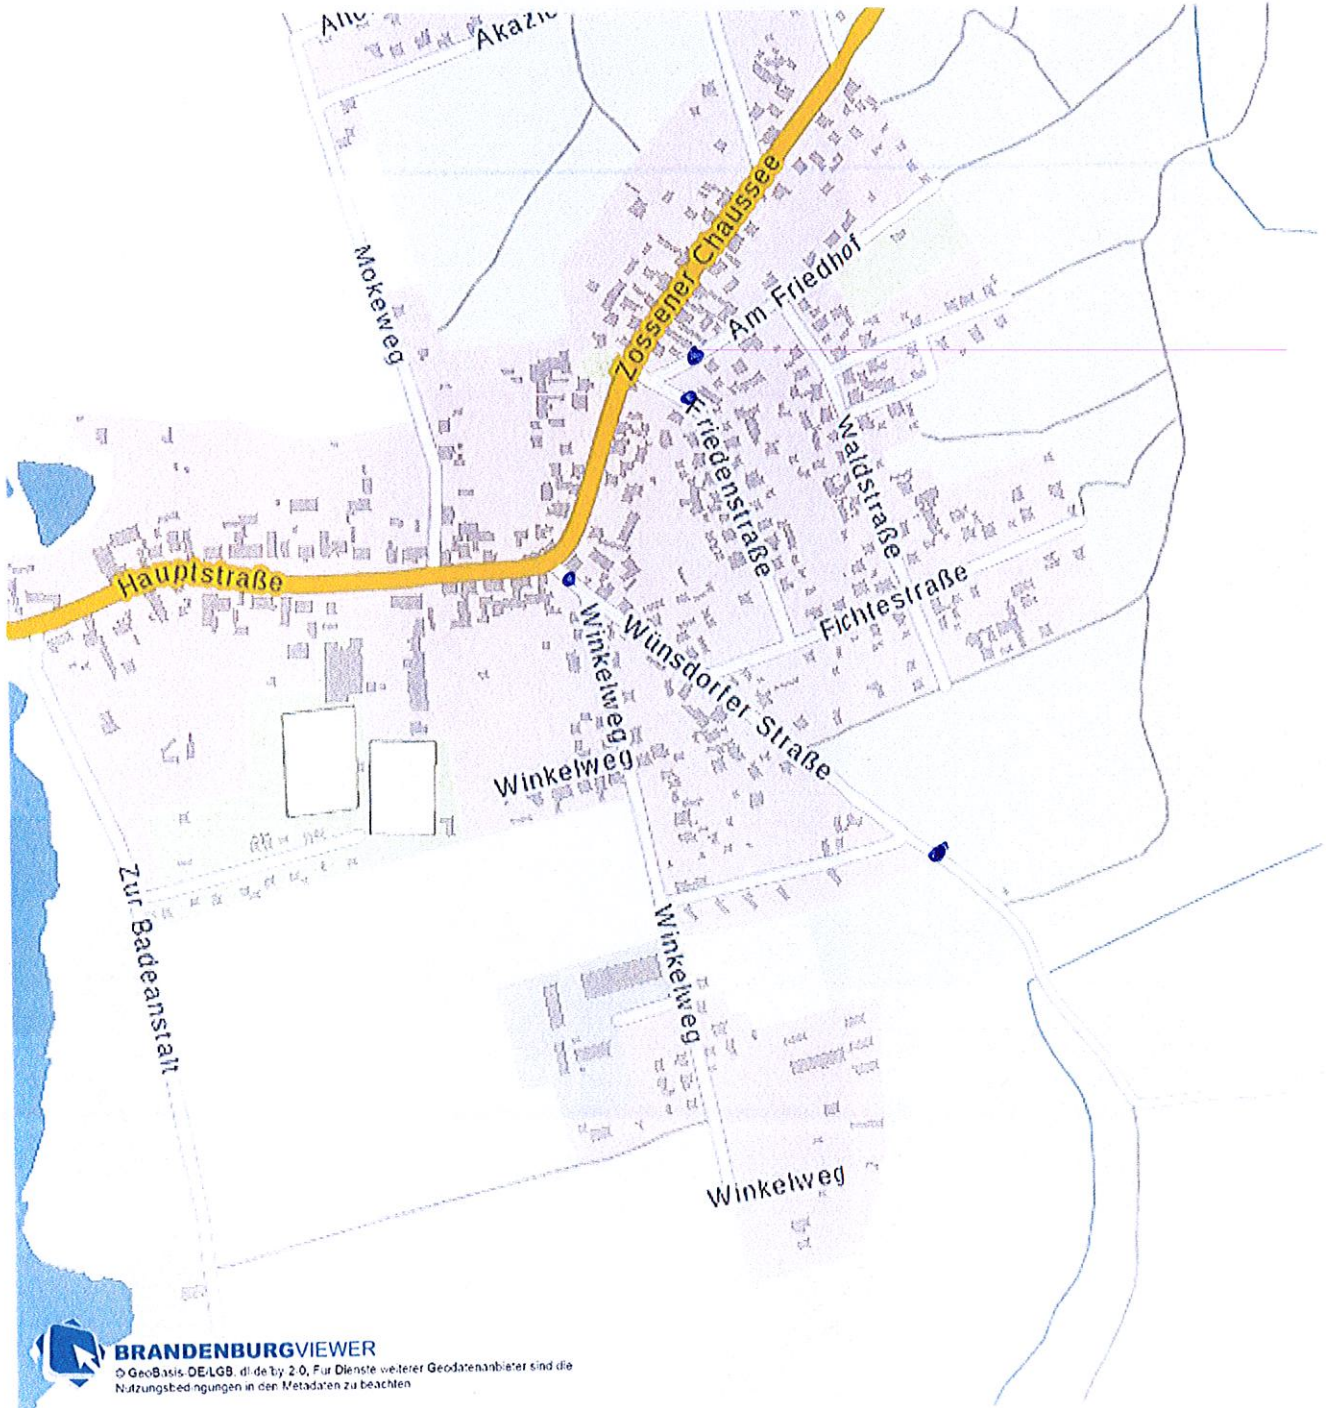 Akazie
Mokeweg
Zossener Chaussee
Am Friedhof
Friedenstraße
Waldstraße
Hauptstraße
Fichtestraße
Winkelweg
Wünsdorfer Straße
Winkelweg
Zur Badeanstalt
Winkelweg
Winkelweg
BRANDENBURGVIEWER
© GeoBasis-DE/LGB, dl-de by 2-0, Für Dienste weiterer Geodatenanbieter sind die
Nutzungsbedingungen in den Metadaten zu beachten